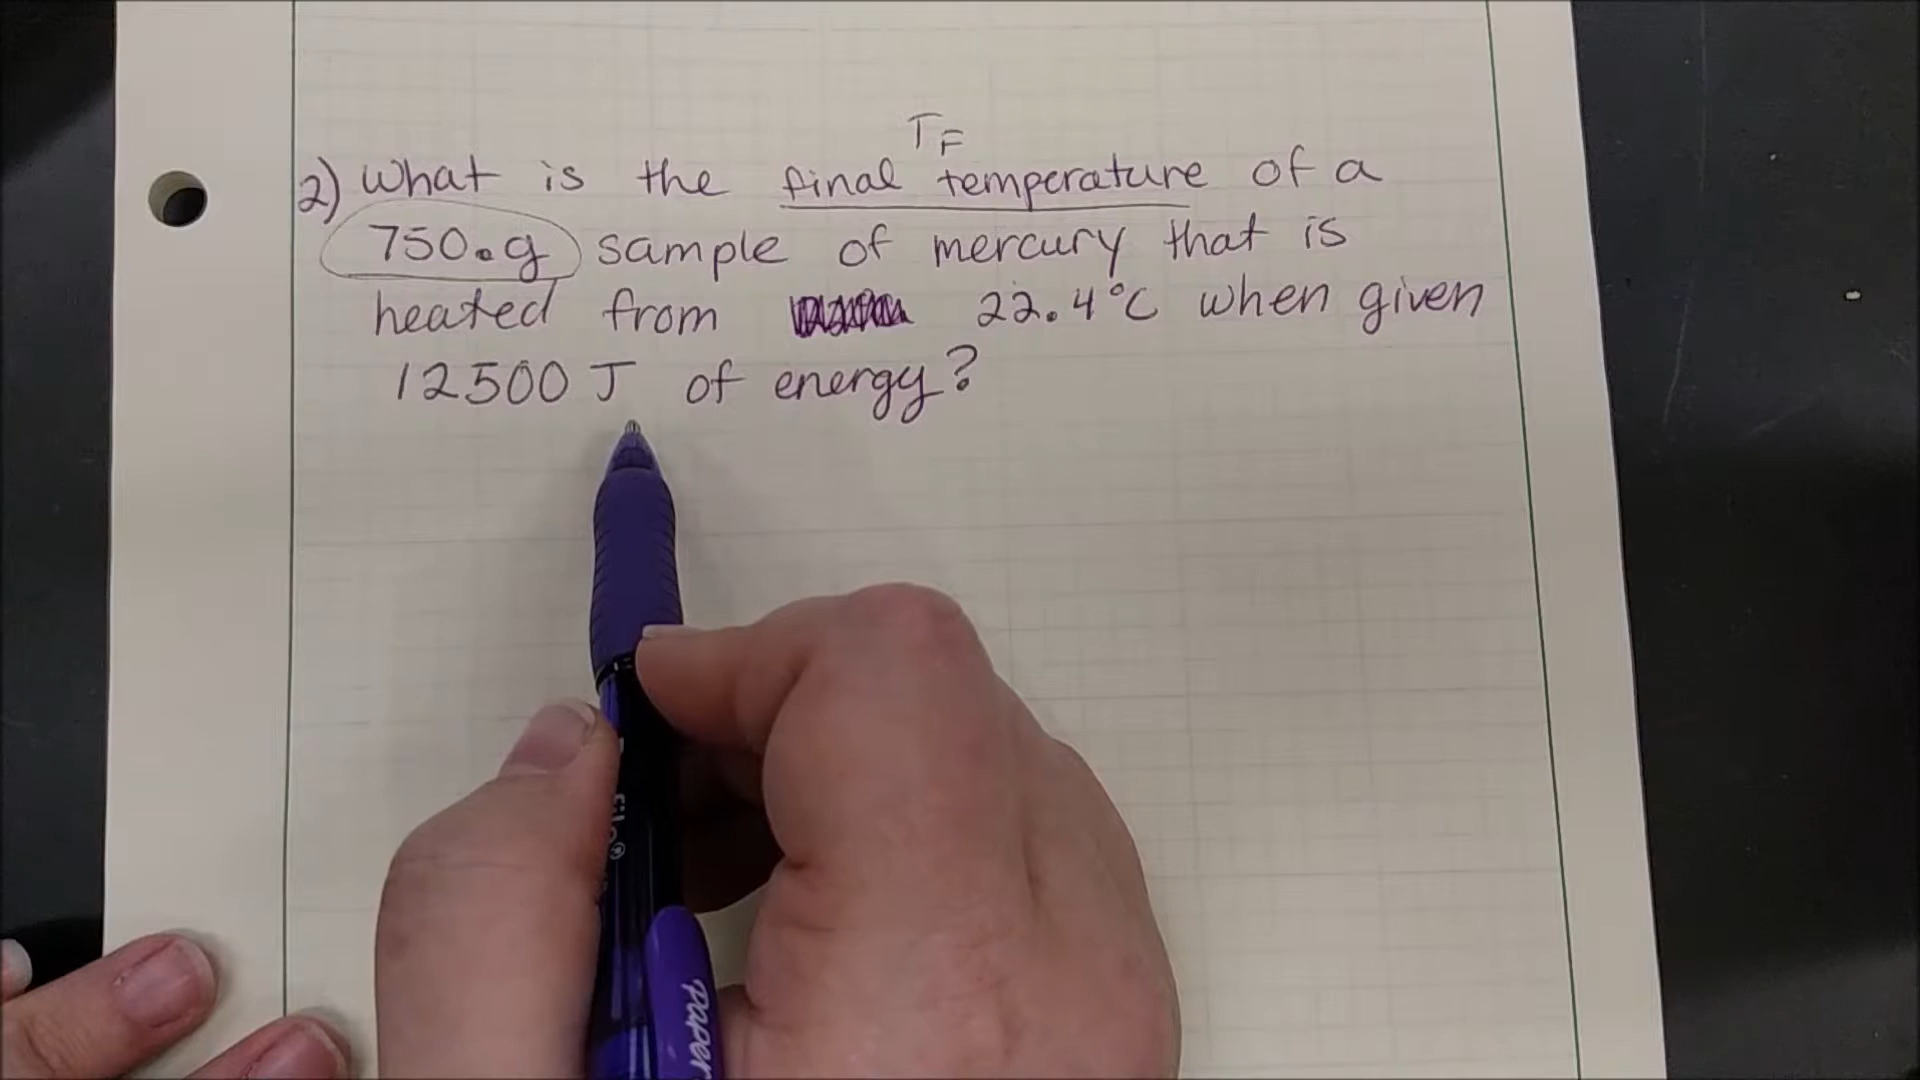 TF
2) What is the final temperature of a
750.g sample of mercury that is
heated from 22.4°C when given
12500 J of energy?
Paper